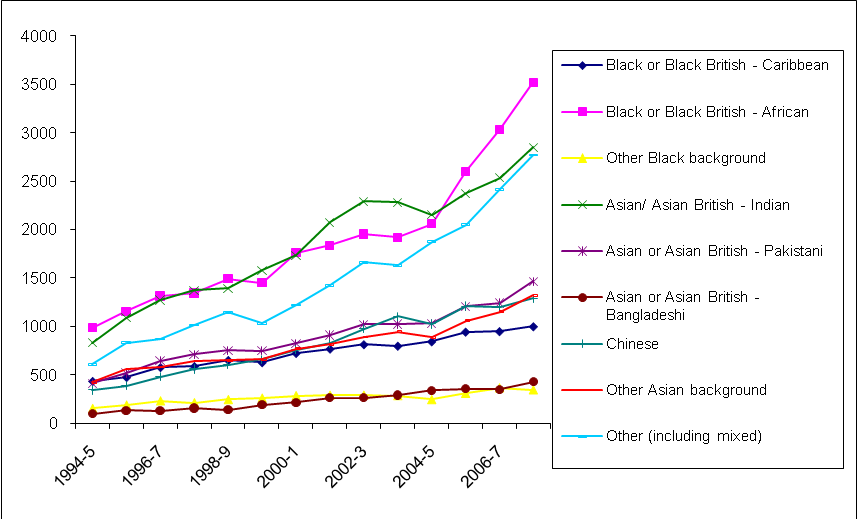 4000
3500
3000
2500
2000
1500
1000
500
0
1994-5
1996-7
1998-9
2000-1
2002-3
2004-5
2006-7
Black or Black British - Caribbean
Black or Black British - African
Other Black background
Asian/ Asian British - Indian
Asian or Asian British - Pakistani
Asian or Asian British -
Bangladeshi
Chinese
Other Asian background
Other (including mixed)